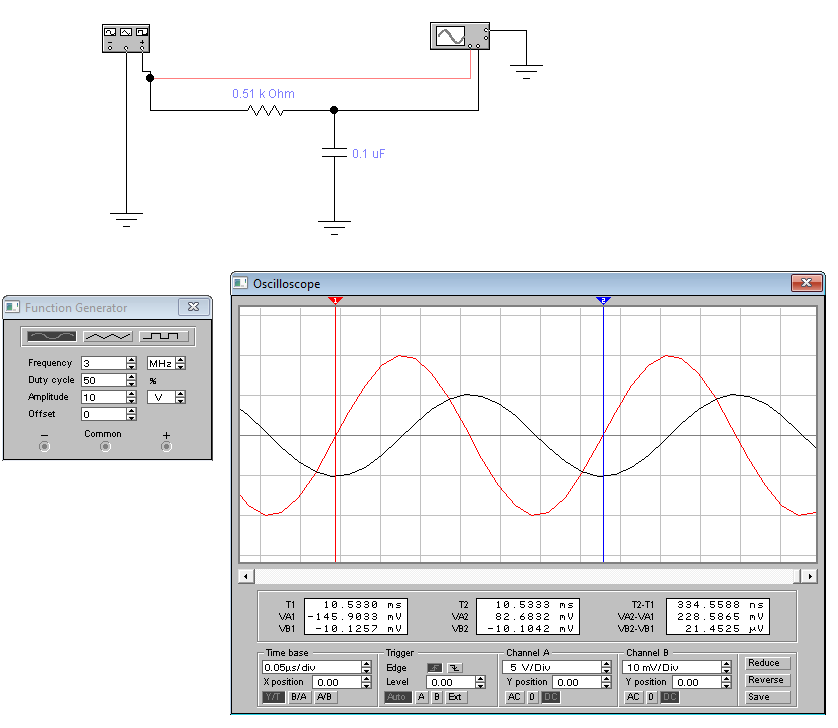 0.51 k Ohm
0.1 uF
Function Generator
Frequency 3 MHz
Duty cycle 50 %
Amplitude 10 V
Offset 0
− Common +
Oscilloscope
1 2
T1 10.5330 ms T2 10.5333 ms T2-T1 334.5588 ns
VA1 -145.9033 mV VA2 82.6832 mV VA2-VA1 228.5865 mV
VB1 -10.1257 mV VB2 -10.1042 mV VB2-VB1 21.4525 µV
Time base Trigger Channel A Channel B
0.05µs/div Edge 5 V/Div 10 mV/Div Reduce
X position 0.00 Level 0.00 Y position 0.00 Y position 0.00 Reverse
Y/T B/A A/B Auto A B Ext AC 0 DC AC 0 DC Save